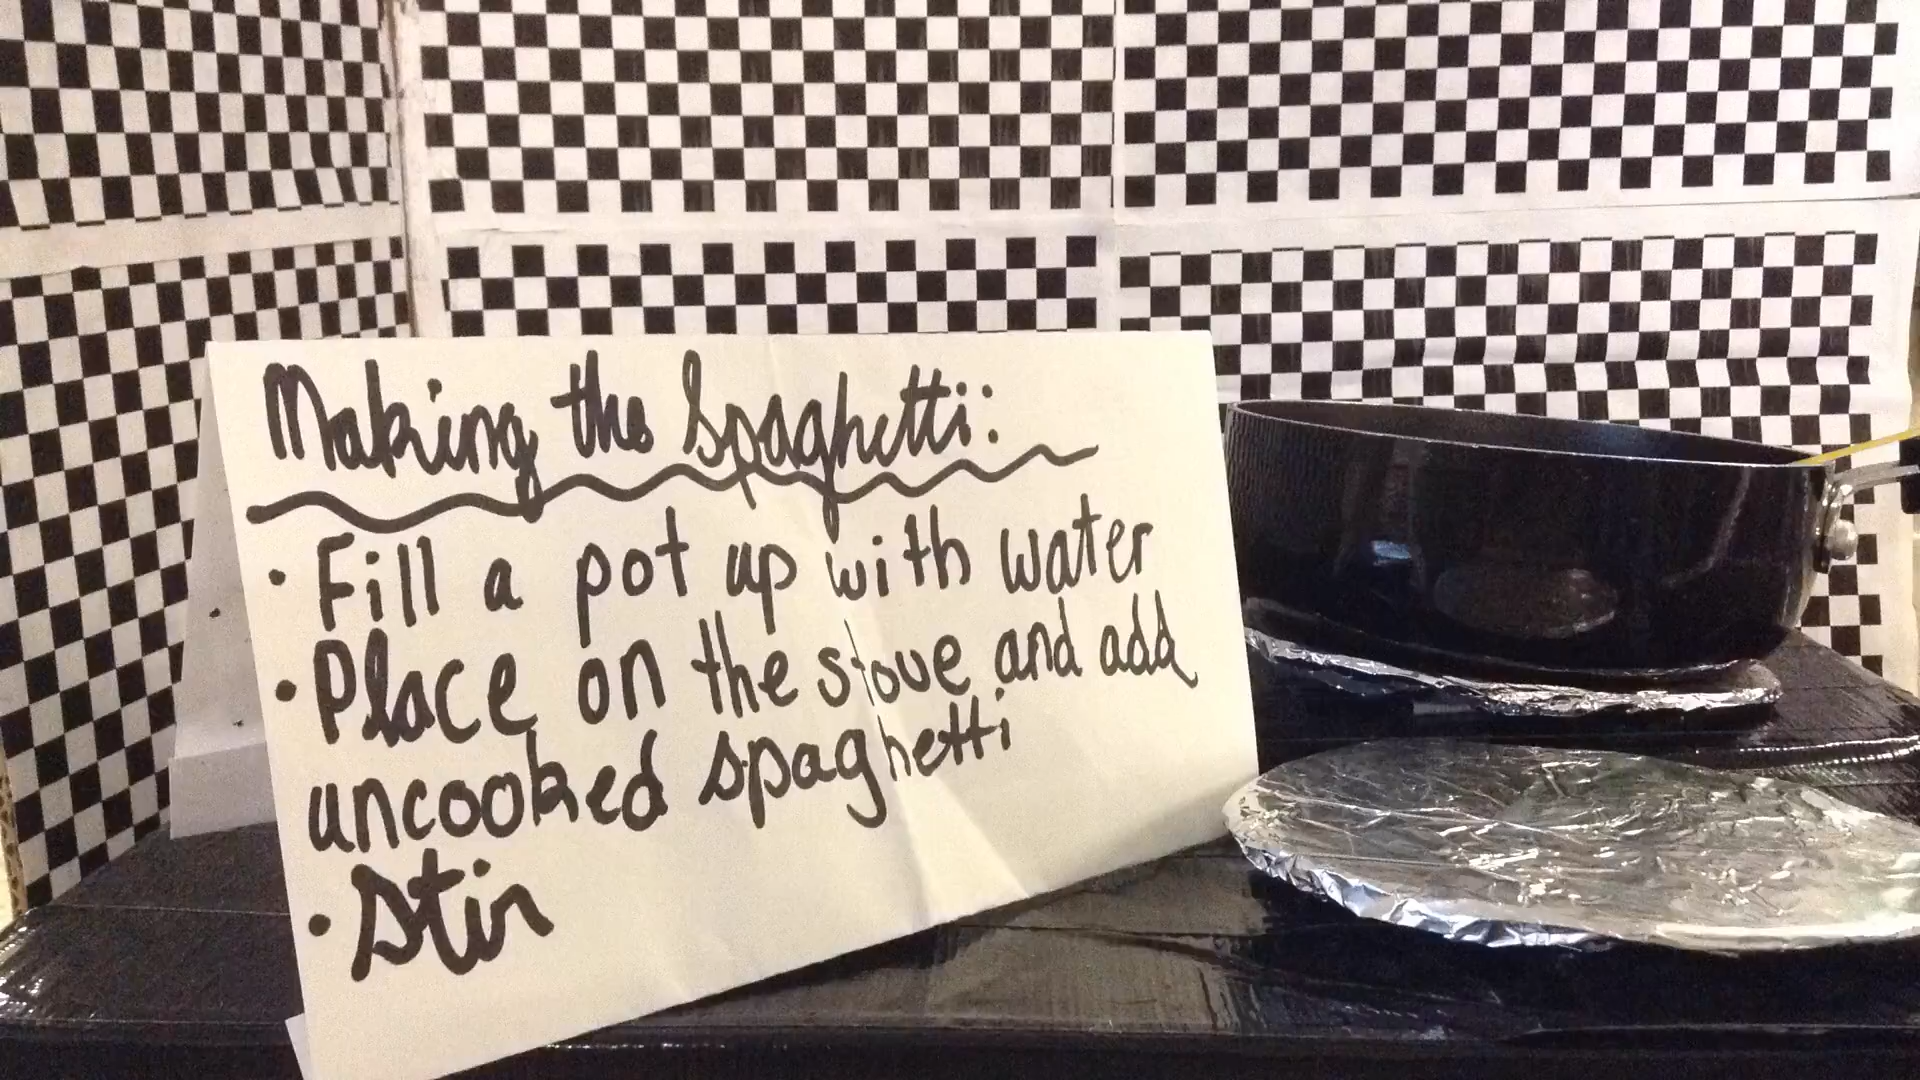 Making the Spaghetti:
• Fill a pot up with water
• Place on the stove and add
uncooked spaghetti
• Stir